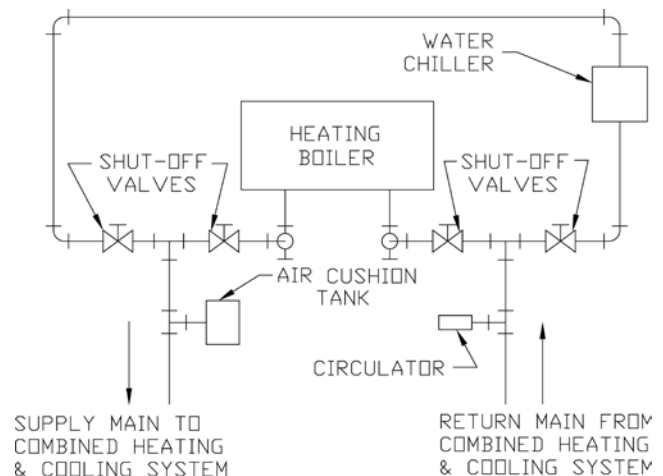 WATER
CHILLER
HEATING
BOILER
SHUT-OFF
VALVES
SHUT-OFF
VALVES
AIR CUSHION
TANK
CIRCULATOR
SUPPLY MAIN TO
COMBINED HEATING
& COOLING SYSTEM
RETURN MAIN FROM
COMBINED HEATING
& COOLING SYSTEM